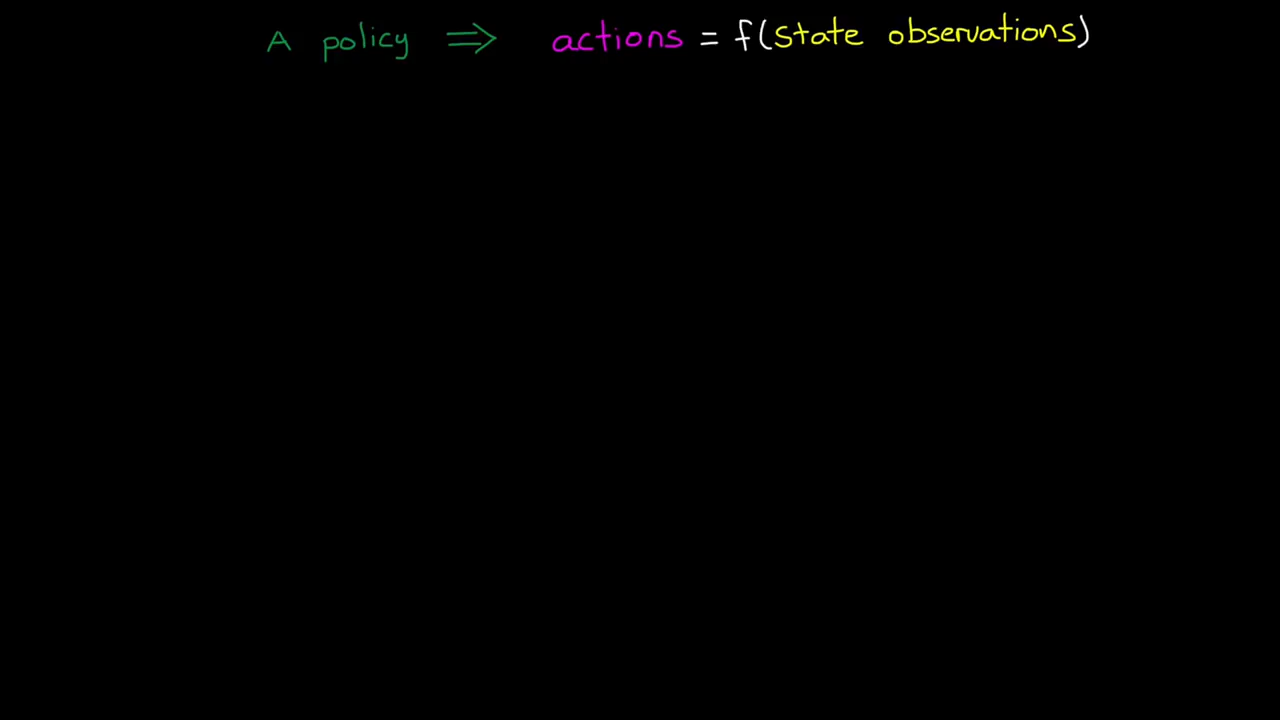 A policy ⇒ actions = f(state observations)